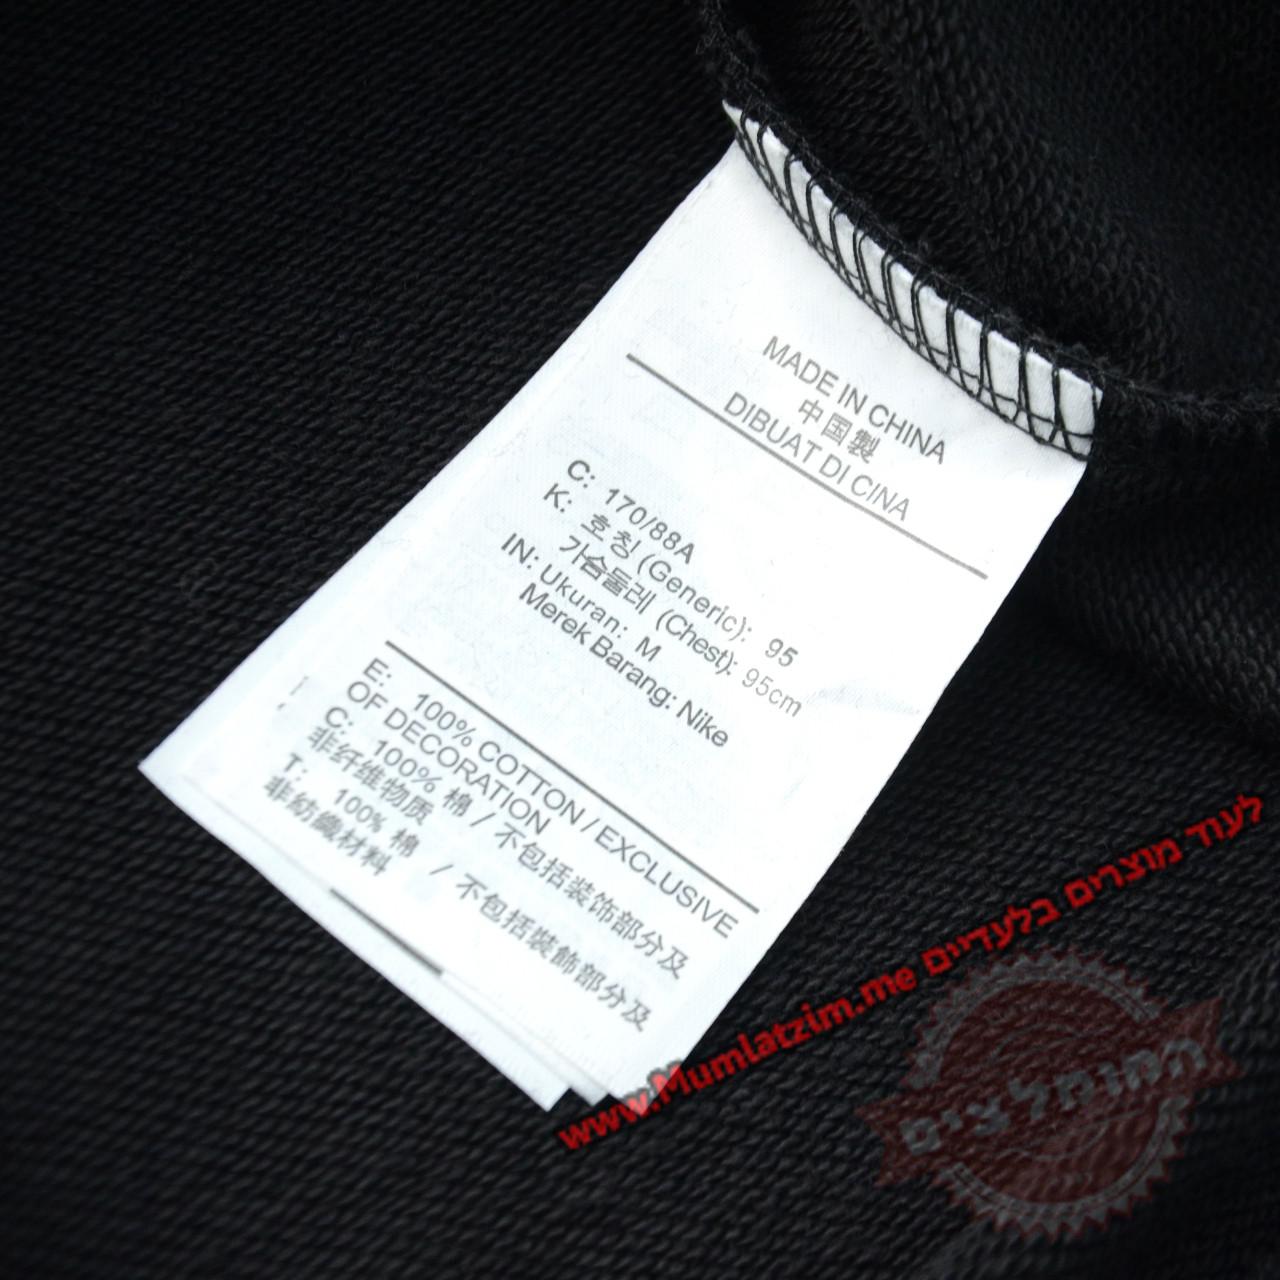 MADE IN CHINA
中国製
DIBUAT DI CINA
C: 170/88A
K: 호칭 (Generic): 95
가슴둘레 (Chest): 95cm
IN: Ukuran: M
Merek Barang: Nike
E: 100% COTTON / EXCLUSIVE
OF DECORATION
C: 100% 棉 / 不包括装饰部分及
非纤维物质
T: 100% 棉 / 不包括裝飾部分及
非紡織材料
לעוד מוצרים בלעדיים www.Mumlatzim.me
המומלצים